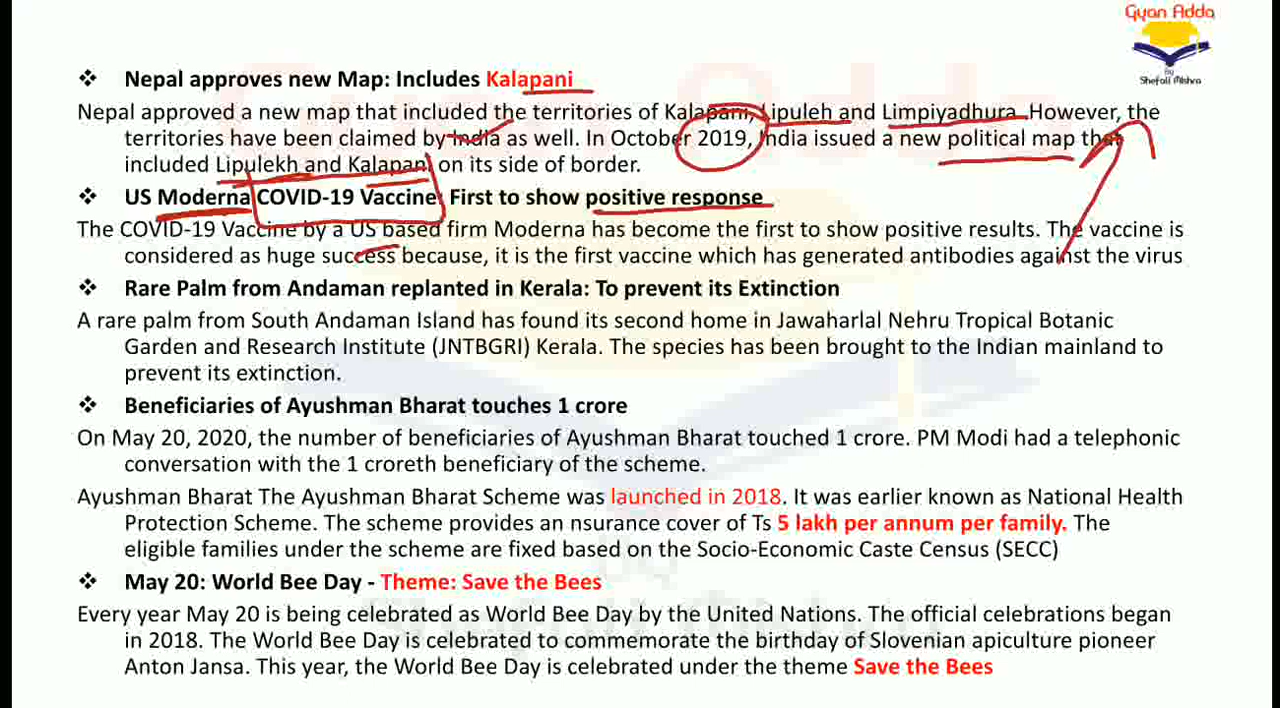 Gyan Adda
By
Shefali Mishra
❖ Nepal approves new Map: Includes Kalapani
Nepal approved a new map that included the territories of Kalapani, Lipuleh and Limpiyadhura. However, the
territories have been claimed by India as well. In October 2019, India issued a new political map that
included Lipulekh and Kalapani on its side of border.
❖ US Moderna COVID-19 Vaccine: First to show positive response
The COVID-19 Vaccine by a US based firm Moderna has become the first to show positive results. The vaccine is
considered as huge success because, it is the first vaccine which has generated antibodies against the virus
❖ Rare Palm from Andaman replanted in Kerala: To prevent its Extinction
A rare palm from South Andaman Island has found its second home in Jawaharlal Nehru Tropical Botanic
Garden and Research Institute (JNTBGRI) Kerala. The species has been brought to the Indian mainland to
prevent its extinction.
❖ Beneficiaries of Ayushman Bharat touches 1 crore
On May 20, 2020, the number of beneficiaries of Ayushman Bharat touched 1 crore. PM Modi had a telephonic
conversation with the 1 croreth beneficiary of the scheme.
Ayushman Bharat The Ayushman Bharat Scheme was launched in 2018. It was earlier known as National Health
Protection Scheme. The scheme provides an nsurance cover of Ts 5 lakh per annum per family. The
eligible families under the scheme are fixed based on the Socio-Economic Caste Census (SECC)
❖ May 20: World Bee Day - Theme: Save the Bees
Every year May 20 is being celebrated as World Bee Day by the United Nations. The official celebrations began
in 2018. The World Bee Day is celebrated to commemorate the birthday of Slovenian apiculture pioneer
Anton Jansa. This year, the World Bee Day is celebrated under the theme Save the Bees